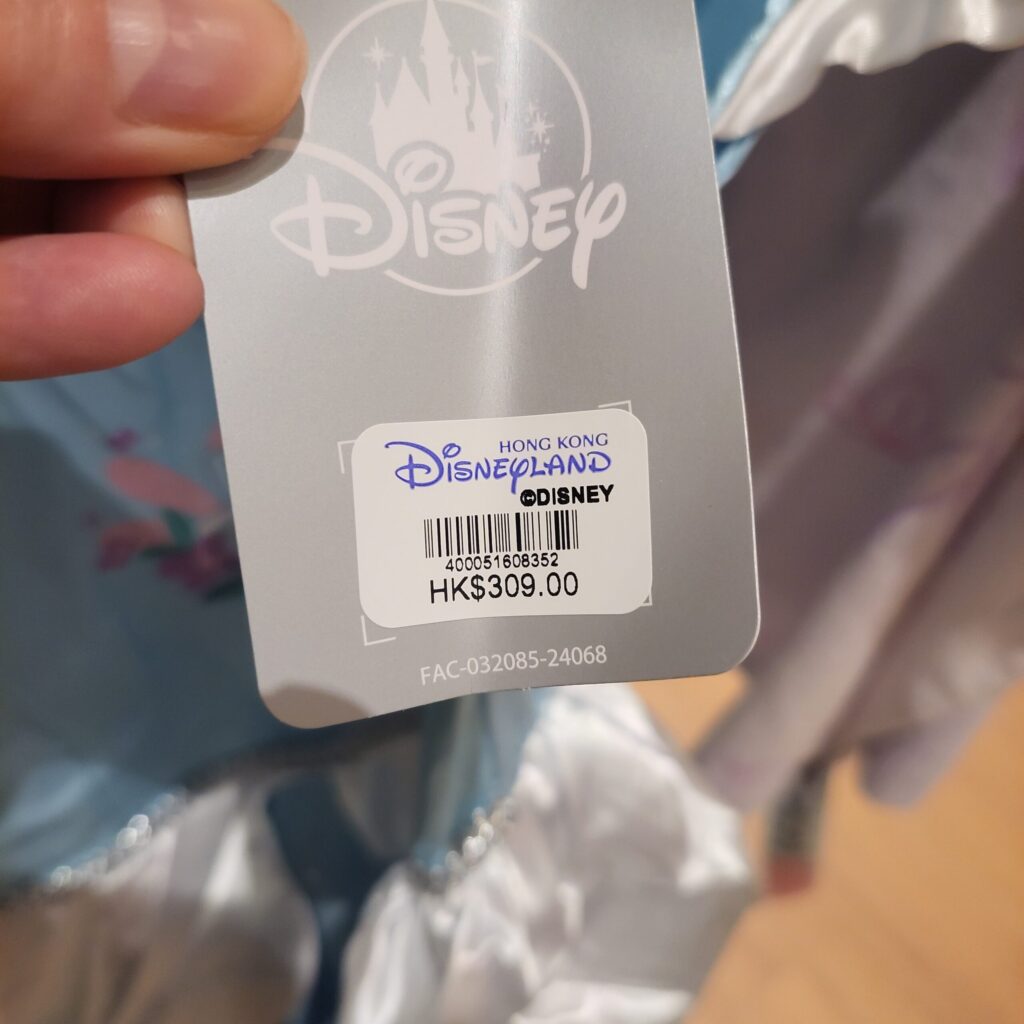 Disney
HONG KONG
Disneyland
©DISNEY
400051608352
HK$309.00
FAC-032085-24068